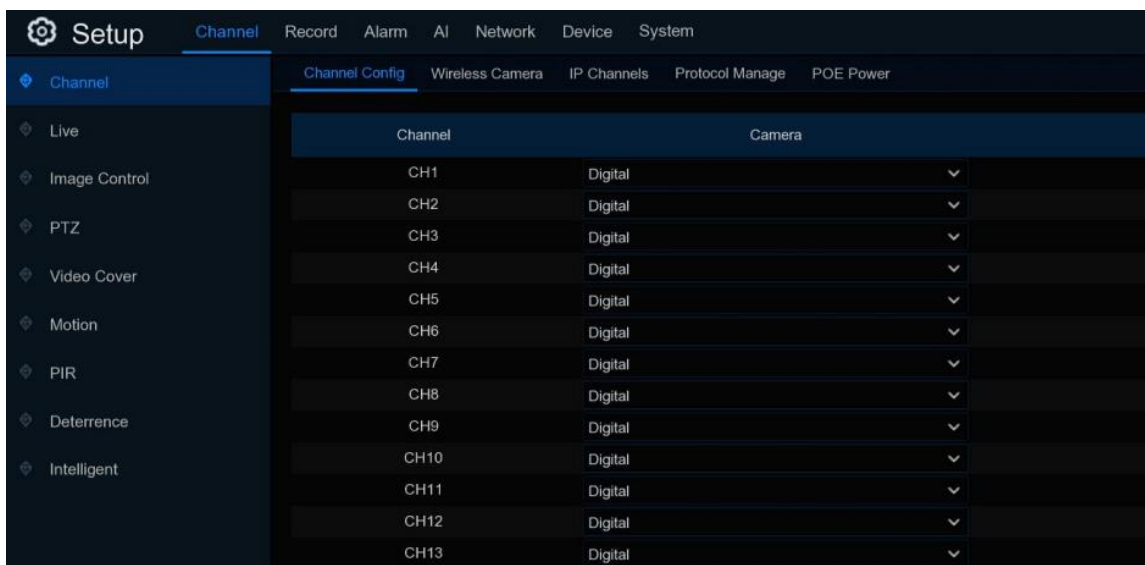 Setup Channel Record Alarm AI Network Device System
Channel Config Wireless Camera IP Channels Protocol Manage POE Power
Channel
Live
Image Control
PTZ
Video Cover
Motion
PIR
Deterrence
Intelligent
Channel Camera
CH1 Digital
CH2 Digital
CH3 Digital
CH4 Digital
CH5 Digital
CH6 Digital
CH7 Digital
CH8 Digital
CH9 Digital
CH10 Digital
CH11 Digital
CH12 Digital
CH13 Digital